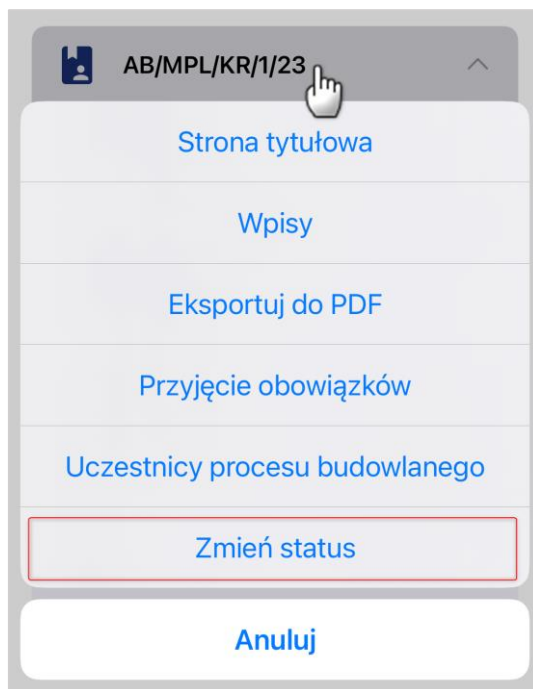 AB/MPL/KR/1/23
Strona tytułowa
Wpisy
Eksportuj do PDF
Przyjęcie obowiązków
Uczestnicy procesu budowlanego
Zmień status
Anuluj